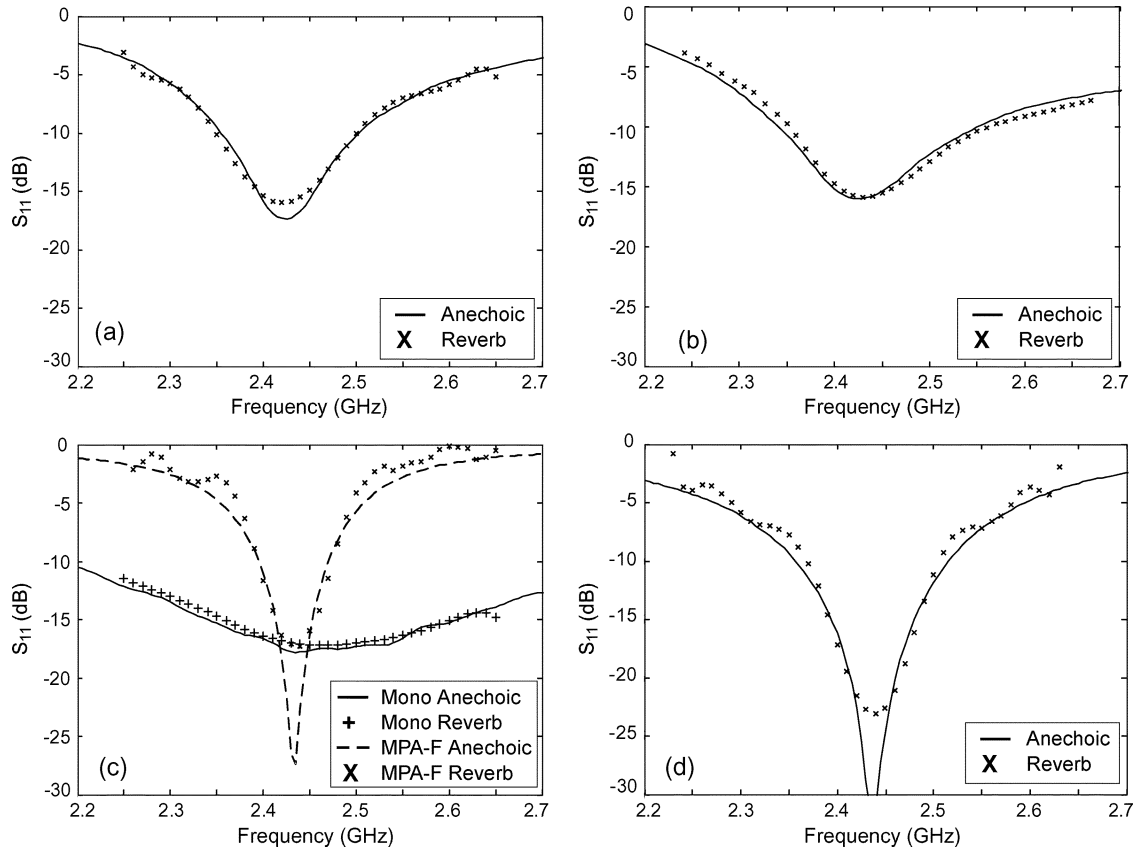 0
-5
-10
-15
-20
-25
-30
S11 (dB)
(a)
Anechoic
X Reverb
2.2 2.3 2.4 2.5 2.6 2.7
Frequency (GHz)
0
-5
-10
-15
-20
-25
-30
S11 (dB)
(b)
Anechoic
X Reverb
2.2 2.3 2.4 2.5 2.6 2.7
Frequency (GHz)
0
-5
-10
-15
-20
-25
-30
S11 (dB)
(c)
Mono Anechoic
+ Mono Reverb
MPA-F Anechoic
X MPA-F Reverb
2.2 2.3 2.4 2.5 2.6 2.7
Frequency (GHz)
0
-5
-10
-15
-20
-25
-30
S11 (dB)
(d)
Anechoic
X Reverb
2.2 2.3 2.4 2.5 2.6 2.7
Frequency (GHz)